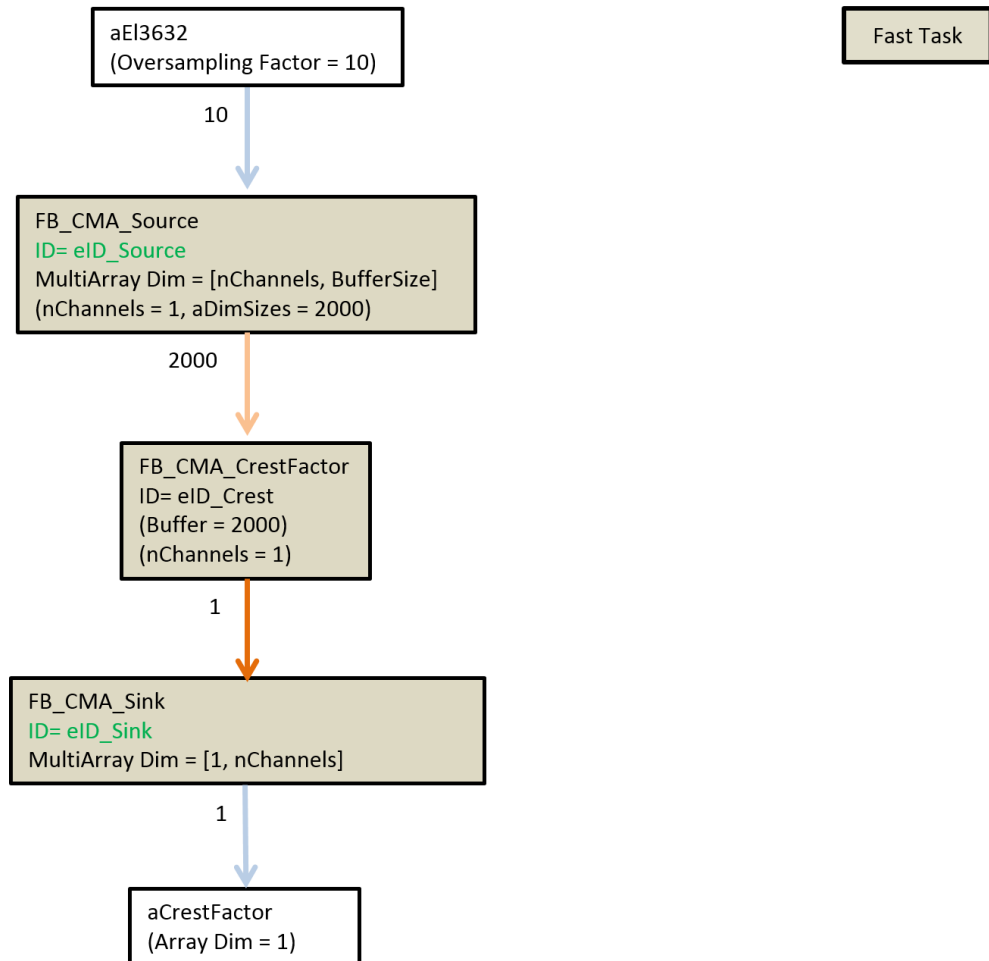 aEl3632
(Oversampling Factor = 10)
Fast Task
10
FB_CMA_Source
ID= eID_Source
MultiArray Dim = [nChannels, BufferSize]
(nChannels = 1, aDimSizes = 2000)
2000
FB_CMA_CrestFactor
ID= eID_Crest
(Buffer = 2000)
(nChannels = 1)
1
FB_CMA_Sink
ID= eID_Sink
MultiArray Dim = [1, nChannels]
1
aCrestFactor
(Array Dim = 1)